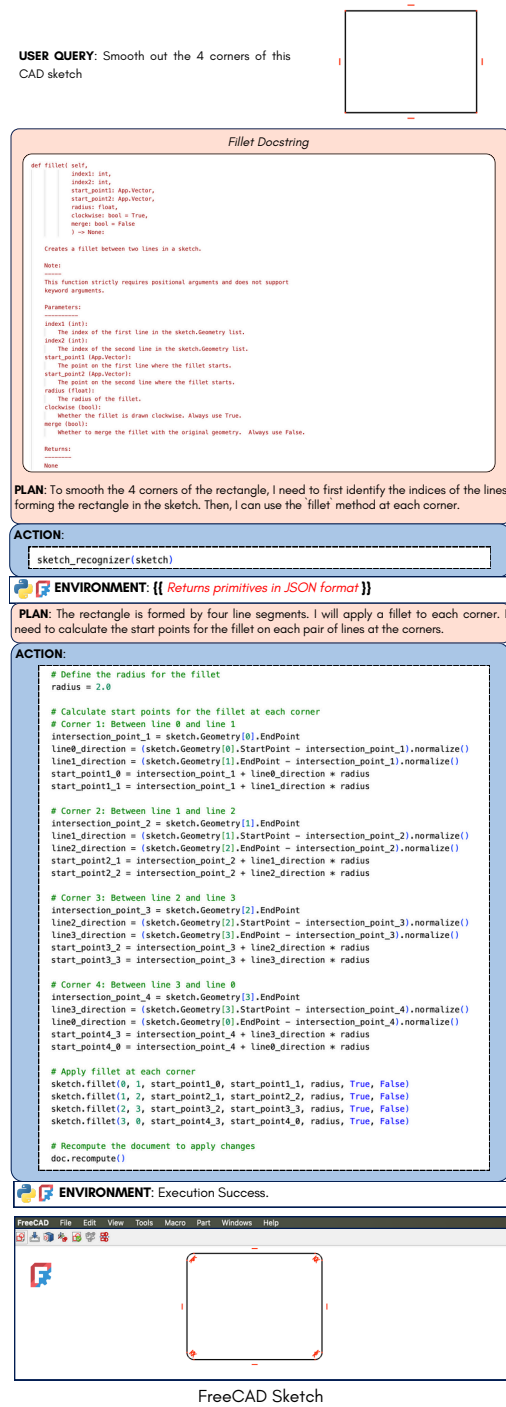 USER QUERY: Smooth out the 4 corners of this
CAD sketch
Fillet Docstring
def fillet( self,
index1: int,
index2: int,
start_point1: App.Vector,
start_point2: App.Vector,
radius: float,
clockwise: bool = True,
merge: bool = False
) -> None:
Creates a fillet between two lines in a sketch.
Note:
-----
This function strictly requires positional arguments and does not support
keyword arguments.
Parameters:
----------
index1 (int):
The index of the first line in the sketch.Geometry list.
index2 (int):
The index of the second line in the sketch.Geometry list.
start_point1 (App.Vector):
The point on the first line where the fillet starts.
start_point2 (App.Vector):
The point on the second line where the fillet starts.
radius (float):
The radius of the fillet.
clockwise (bool):
Whether the fillet is drawn clockwise. Always use True.
merge (bool):
Whether to merge the fillet with the original geometry. Always use False.
Returns:
--------
None
PLAN: To smooth the 4 corners of the rectangle, I need to first identify the indices of the lines
forming the rectangle in the sketch. Then, I can use the `fillet` method at each corner.
ACTION:
sketch_recognizer(sketch)
ENVIRONMENT: {{ Returns primitives in JSON format }}
PLAN: The rectangle is formed by four line segments. I will apply a fillet to each corner. I
need to calculate the start points for the fillet on each pair of lines at the corners.
ACTION:
# Define the radius for the fillet
radius = 2.0
# Calculate start points for the fillet at each corner
# Corner 1: Between line 0 and line 1
intersection_point_1 = sketch.Geometry[0].EndPoint
line0_direction = (sketch.Geometry[0].StartPoint - intersection_point_1).normalize()
line1_direction = (sketch.Geometry[1].EndPoint - intersection_point_1).normalize()
start_point1_0 = intersection_point_1 + line0_direction * radius
start_point1_1 = intersection_point_1 + line1_direction * radius
# Corner 2: Between line 1 and line 2
intersection_point_2 = sketch.Geometry[1].EndPoint
line1_direction = (sketch.Geometry[1].StartPoint - intersection_point_2).normalize()
line2_direction = (sketch.Geometry[2].EndPoint - intersection_point_2).normalize()
start_point2_1 = intersection_point_2 + line1_direction * radius
start_point2_2 = intersection_point_2 + line2_direction * radius
# Corner 3: Between line 2 and line 3
intersection_point_3 = sketch.Geometry[2].EndPoint
line2_direction = (sketch.Geometry[2].StartPoint - intersection_point_3).normalize()
line3_direction = (sketch.Geometry[3].EndPoint - intersection_point_3).normalize()
start_point3_2 = intersection_point_3 + line2_direction * radius
start_point3_3 = intersection_point_3 + line3_direction * radius
# Corner 4: Between line 3 and line 0
intersection_point_4 = sketch.Geometry[3].EndPoint
line3_direction = (sketch.Geometry[3].StartPoint - intersection_point_4).normalize()
line0_direction = (sketch.Geometry[0].EndPoint - intersection_point_4).normalize()
start_point4_3 = intersection_point_4 + line3_direction * radius
start_point4_0 = intersection_point_4 + line0_direction * radius
# Apply fillet at each corner
sketch.fillet(0, 1, start_point1_0, start_point1_1, radius, True, False)
sketch.fillet(1, 2, start_point2_1, start_point2_2, radius, True, False)
sketch.fillet(2, 3, start_point3_2, start_point3_3, radius, True, False)
sketch.fillet(3, 0, start_point4_3, start_point4_0, radius, True, False)
# Recompute the document to apply changes
doc.recompute()
ENVIRONMENT: Execution Success.
FreeCAD File Edit View Tools Macro Part Windows Help
FreeCAD Sketch